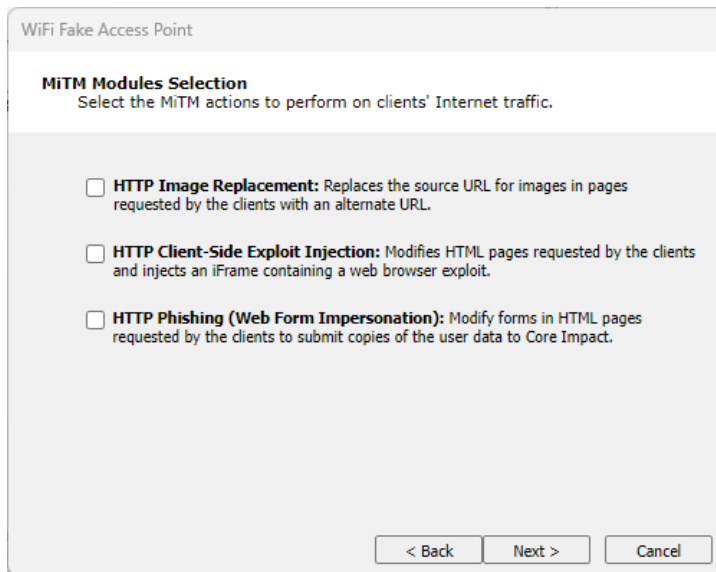 WiFi Fake Access Point
MiTM Modules Selection
Select the MiTM actions to perform on clients' Internet traffic.
HTTP Image Replacement: Replaces the source URL for images in pages
requested by the clients with an alternate URL.
HTTP Client-Side Exploit Injection: Modifies HTML pages requested by the clients
and injects an iFrame containing a web browser exploit.
HTTP Phishing (Web Form Impersonation): Modify forms in HTML pages
requested by the clients to submit copies of the user data to Core Impact.
< Back Next > Cancel